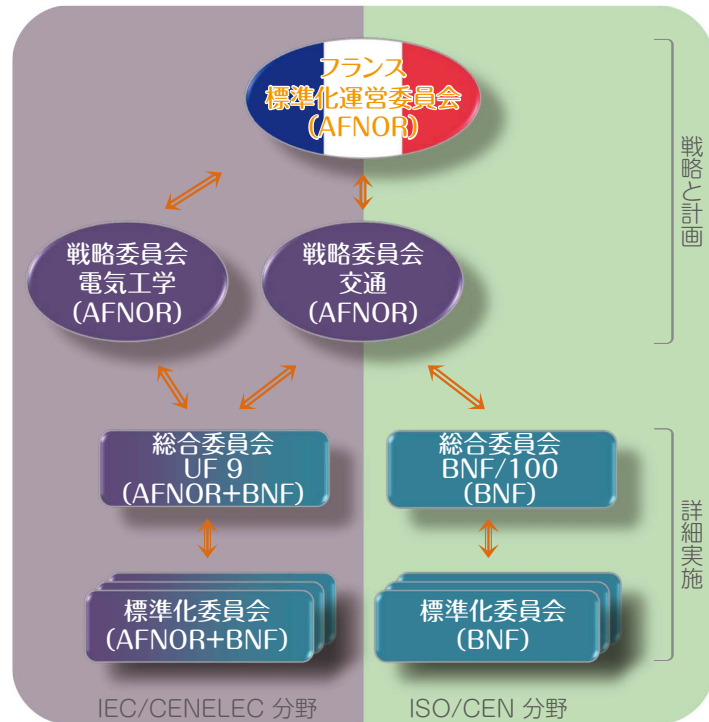 フランス
標準化運営委員会
(AFNOR)
戦略と計画
戦略委員会
電気工学
(AFNOR)
戦略委員会
交通
(AFNOR)
総合委員会
UF 9
(AFNOR+BNF)
総合委員会
BNF/100
(BNF)
詳細実施
標準化委員会
(AFNOR+BNF)
標準化委員会
(BNF)
IEC/CENELEC 分野
ISO/CEN 分野